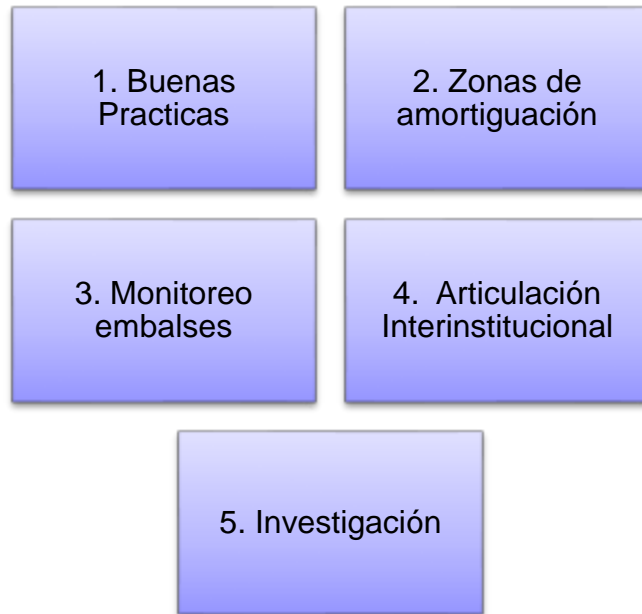 1. Buenas
Practicas
2. Zonas de
amortiguación
3. Monitoreo
embalses
4. Articulación
Interinstitucional
5. Investigación